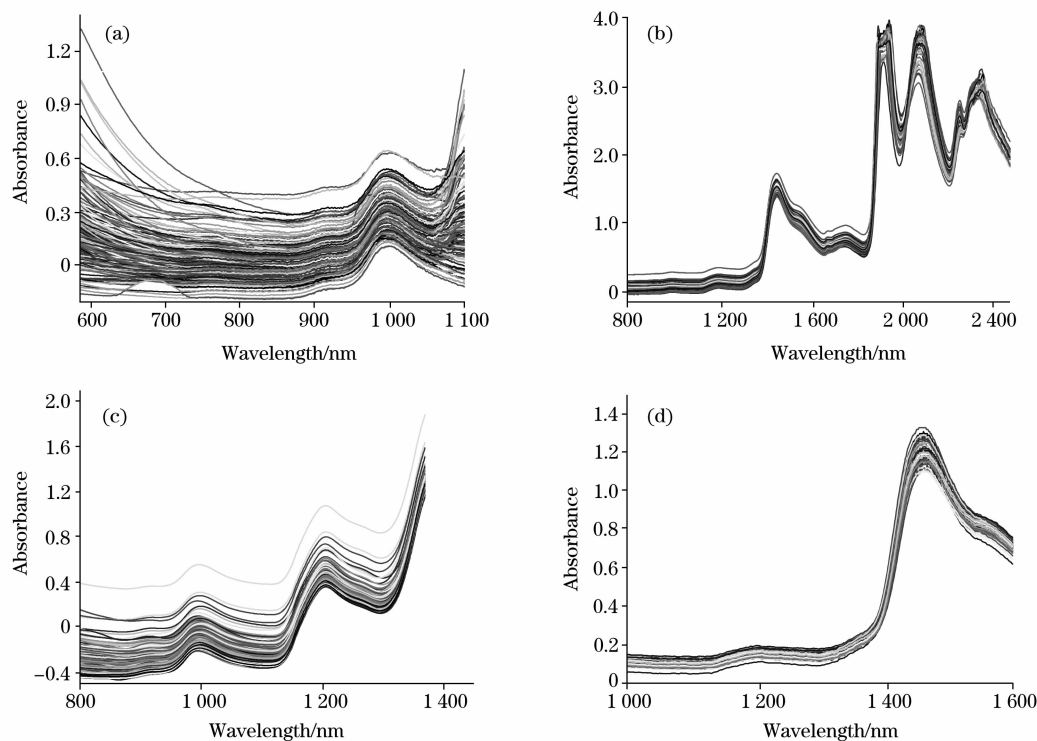 (a)
Absorbance
1.2
0.9
0.6
0.3
0
600 700 800 900 1 000 1 100
Wavelength/nm
(b)
Absorbance
4.0
3.0
2.0
1.0
0
800 1 200 1 600 2 000 2 400
Wavelength/nm
(c)
Absorbance
2.0
1.6
1.2
0.8
0.4
0
−0.4
800 1 000 1 200 1 400
Wavelength/nm
(d)
Absorbance
1.4
1.2
1.0
0.8
0.6
0.4
0.2
0
1 000 1 200 1 400 1 600
Wavelength/nm